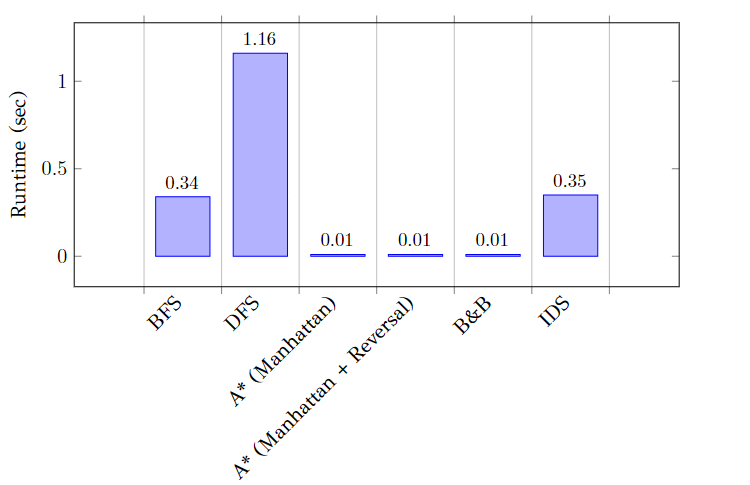 Runtime (sec)
1
0.5
0
0.34
1.16
0.01
0.01
0.01
0.35
BFS
DFS
A* (Manhattan)
A* (Manhattan + Reversal)
B&B
IDS